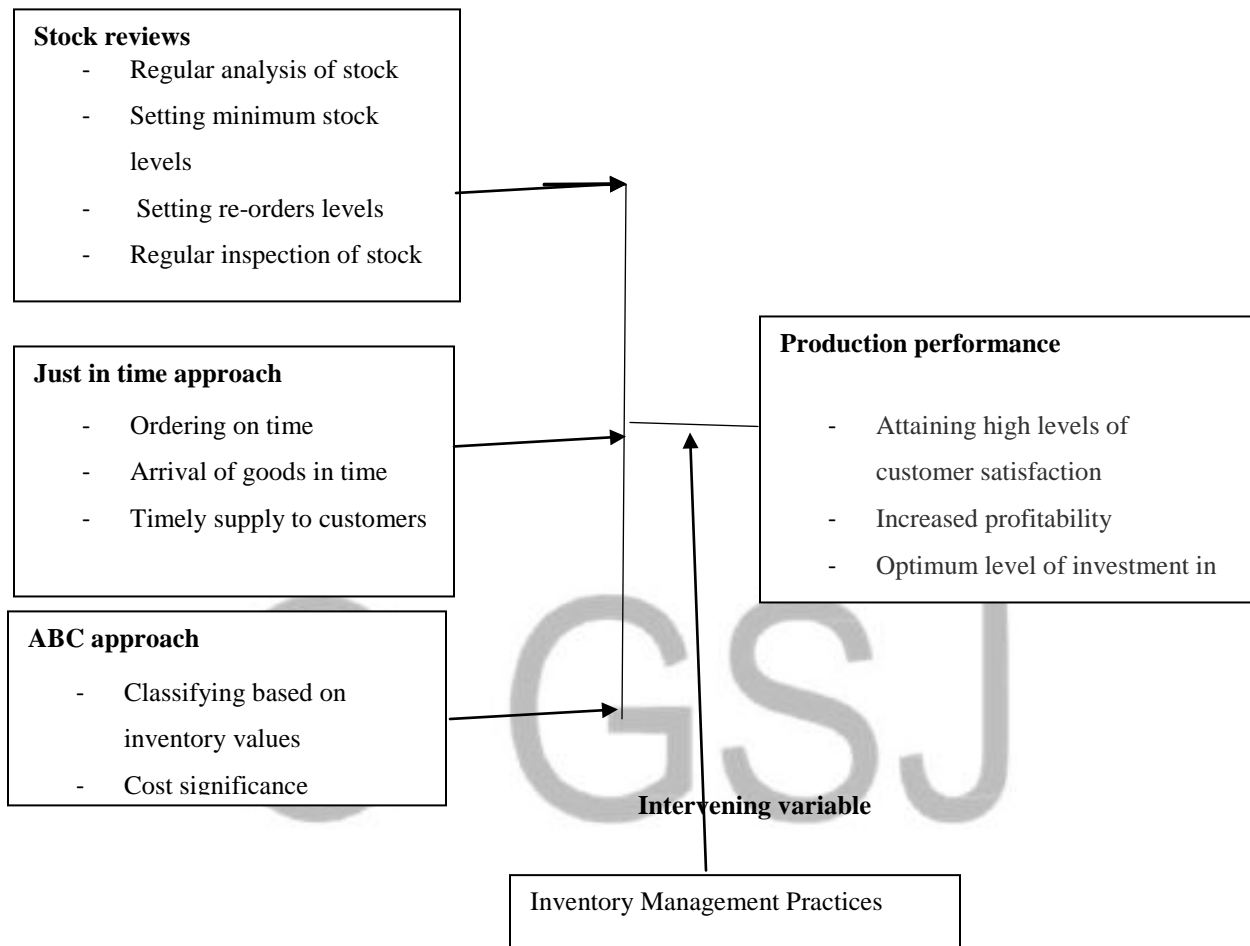 Stock reviews
- Regular analysis of stock
- Setting minimum stock
levels
- Setting re-orders levels
- Regular inspection of stock
Just in time approach
- Ordering on time
- Arrival of goods in time
- Timely supply to customers
ABC approach
- Classifying based on
inventory values
- Cost significance
Production performance
- Attaining high levels of
customer satisfaction
- Increased profitability
- Optimum level of investment in
GSJ
Intervening variable
Inventory Management Practices